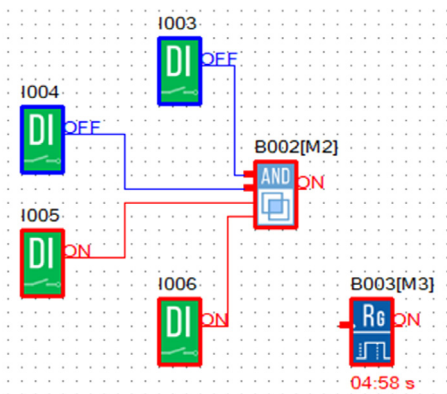 I003
DI
OFF
I004
DI
OFF
B002[M2]
AND
ON
I005
DI
ON
I006
DI
ON
B003[M3]
Rg
ON
04:58 s